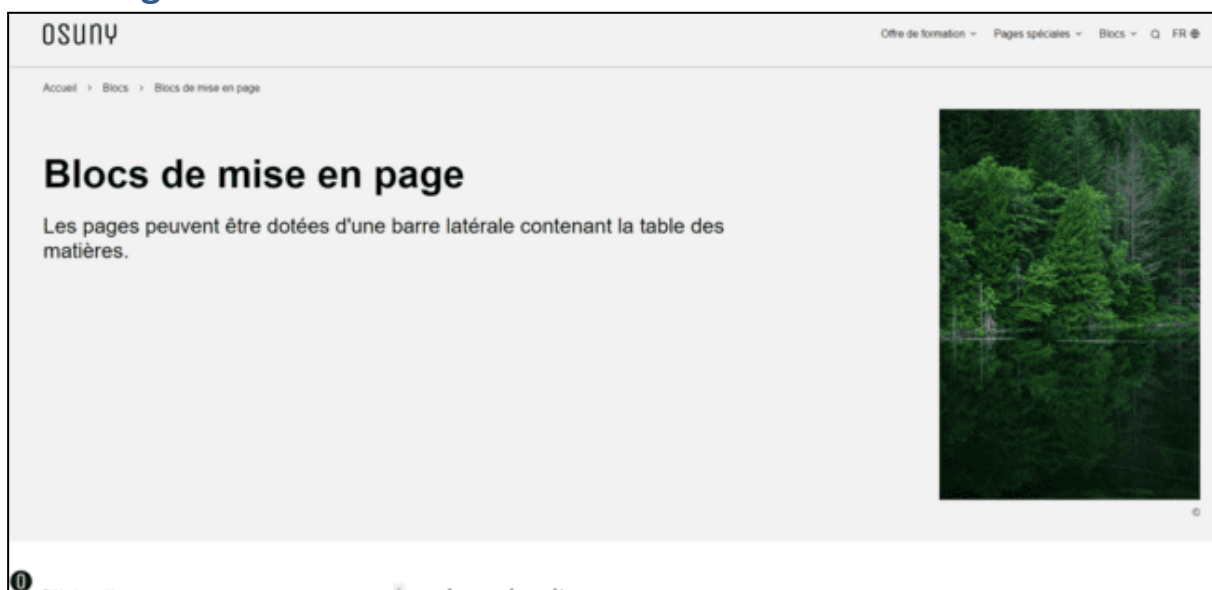 OSUNY
Offre de formation Pages spéciales Blocs FR
Accueil > Blocs > Blocs de mise en page
Blocs de mise en page
Les pages peuvent être dotées d'une barre latérale contenant la table des
matières.
©